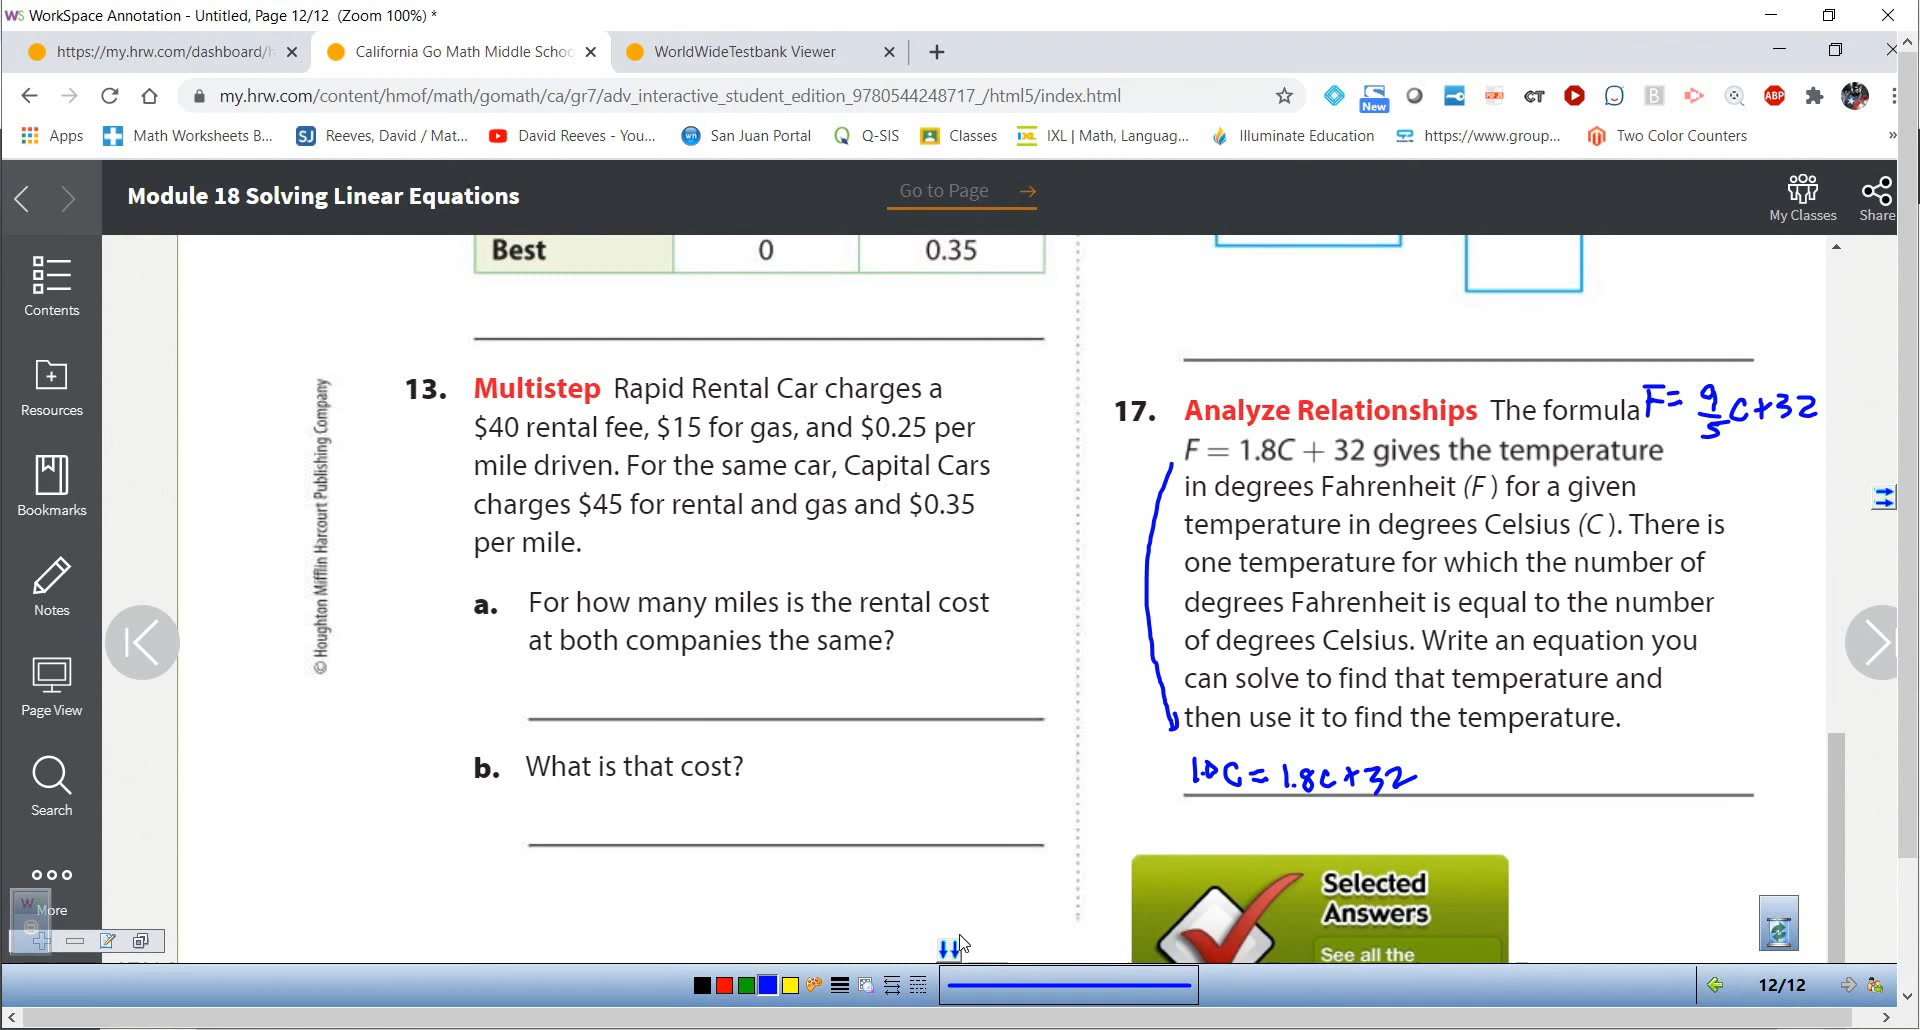 WS WorkSpace Annotation - Untitled, Page 12/12 (Zoom 100%) *
https://my.hrw.com/dashboard/
California Go Math Middle Schoo
WorldWideTestbank Viewer
my.hrw.com/content/hmof/math/gomath/ca/gr7/adv_interactive_student_edition_9780544248717_/html5/index.html
New
CT
B
ABP
Apps
Math Worksheets B...
SJ Reeves, David / Mat...
David Reeves - You...
San Juan Portal
Q-SIS
Classes
IXL | Math, Languag...
Illuminate Education
https://www.group...
Two Color Counters
»
Module 18 Solving Linear Equations
Go to Page →
My Classes
Share
Contents
Resources
Bookmarks
Notes
Page View
Search
More
Best 0 0.35
© Houghton Mifflin Harcourt Publishing Company
13. Multistep Rapid Rental Car charges a
$40 rental fee, $15 for gas, and $0.25 per
mile driven. For the same car, Capital Cars
charges $45 for rental and gas and $0.35
per mile.
a. For how many miles is the rental cost
at both companies the same?
b. What is that cost?
17. Analyze Relationships The formula
F = 9/5 C + 32
F = 1.8C + 32 gives the temperature
in degrees Fahrenheit (F) for a given
temperature in degrees Celsius (C). There is
one temperature for which the number of
degrees Fahrenheit is equal to the number
of degrees Celsius. Write an equation you
can solve to find that temperature and
then use it to find the temperature.
1.0 C = 1.8C + 32
Selected
Answers
See all the
12/12